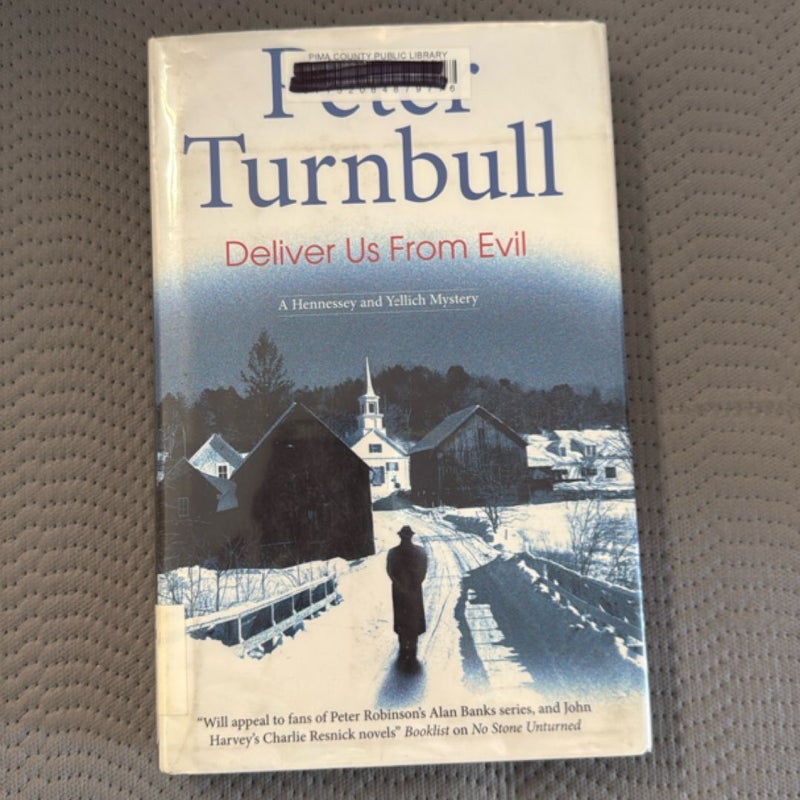 PIMA COUNTY PUBLIC LIBRARY
Peter
Turnbull
Deliver Us From Evil
A Hennessey and Yellich Mystery
"Will appeal to fans of Peter Robinson's Alan Banks series, and John
Harvey's Charlie Resnick novels" Booklist on No Stone Unturned